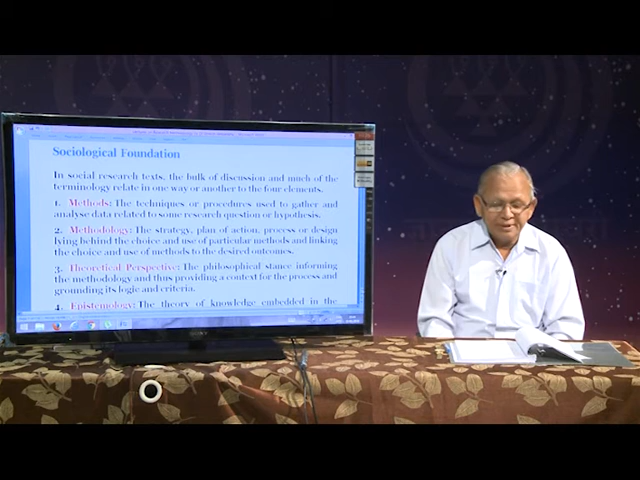 Sociological Foundation
In social research texts, the bulk of discussion and much of the
terminology relate in one way or another to the four elements.
1. Methods: The techniques or procedures used to gather and
analyse data related to some research question or hypothesis.
2. Methodology: The strategy, plan of action, process or design
lying behind the choice and use of particular methods and linking
the choice and use of methods to the desired outcomes.
3. Theoretical Perspective: The philosophical stance informing
the methodology and thus providing a context for the process and
grounding its logic and criteria.
4. Epistemology: The theory of knowledge embedded in the